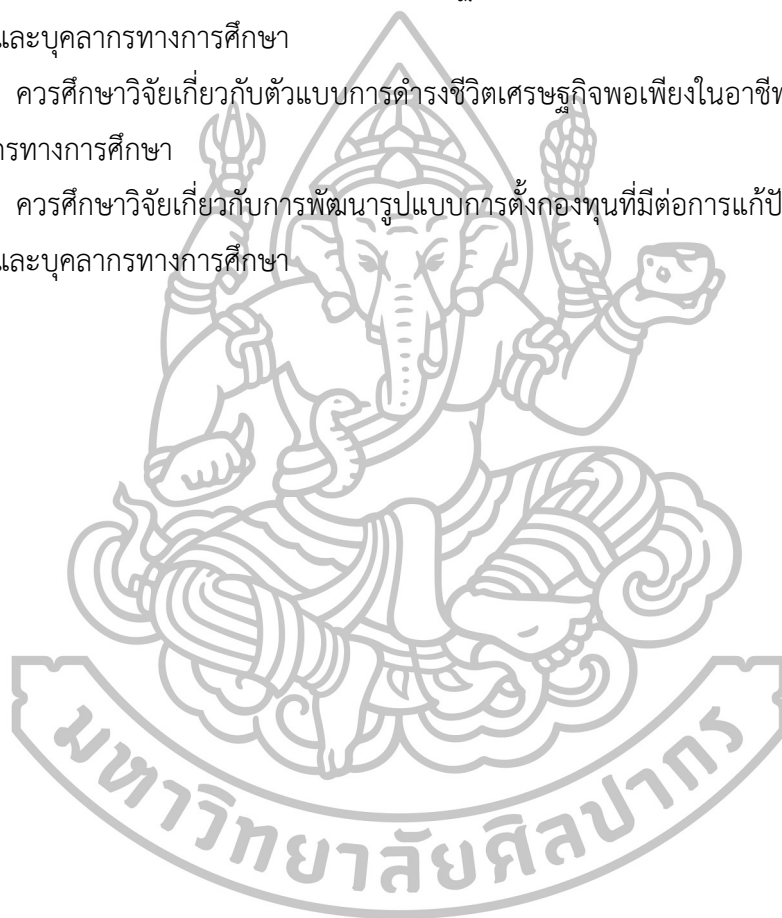 และบุคลากรทางการศึกษา
ควรศึกษาวิจัยเกี่ยวกับตัวแบบการดำรงชีวิตเศรษฐกิจพอเพียงในอาชีพ
ทางการศึกษา
ควรศึกษาวิจัยเกี่ยวกับการพัฒนารูปแบบการตั้งกองทุนที่มีต่อการแก้ปั
และบุคลากรทางการศึกษา
มหาวิทยาลัยศิลปากร